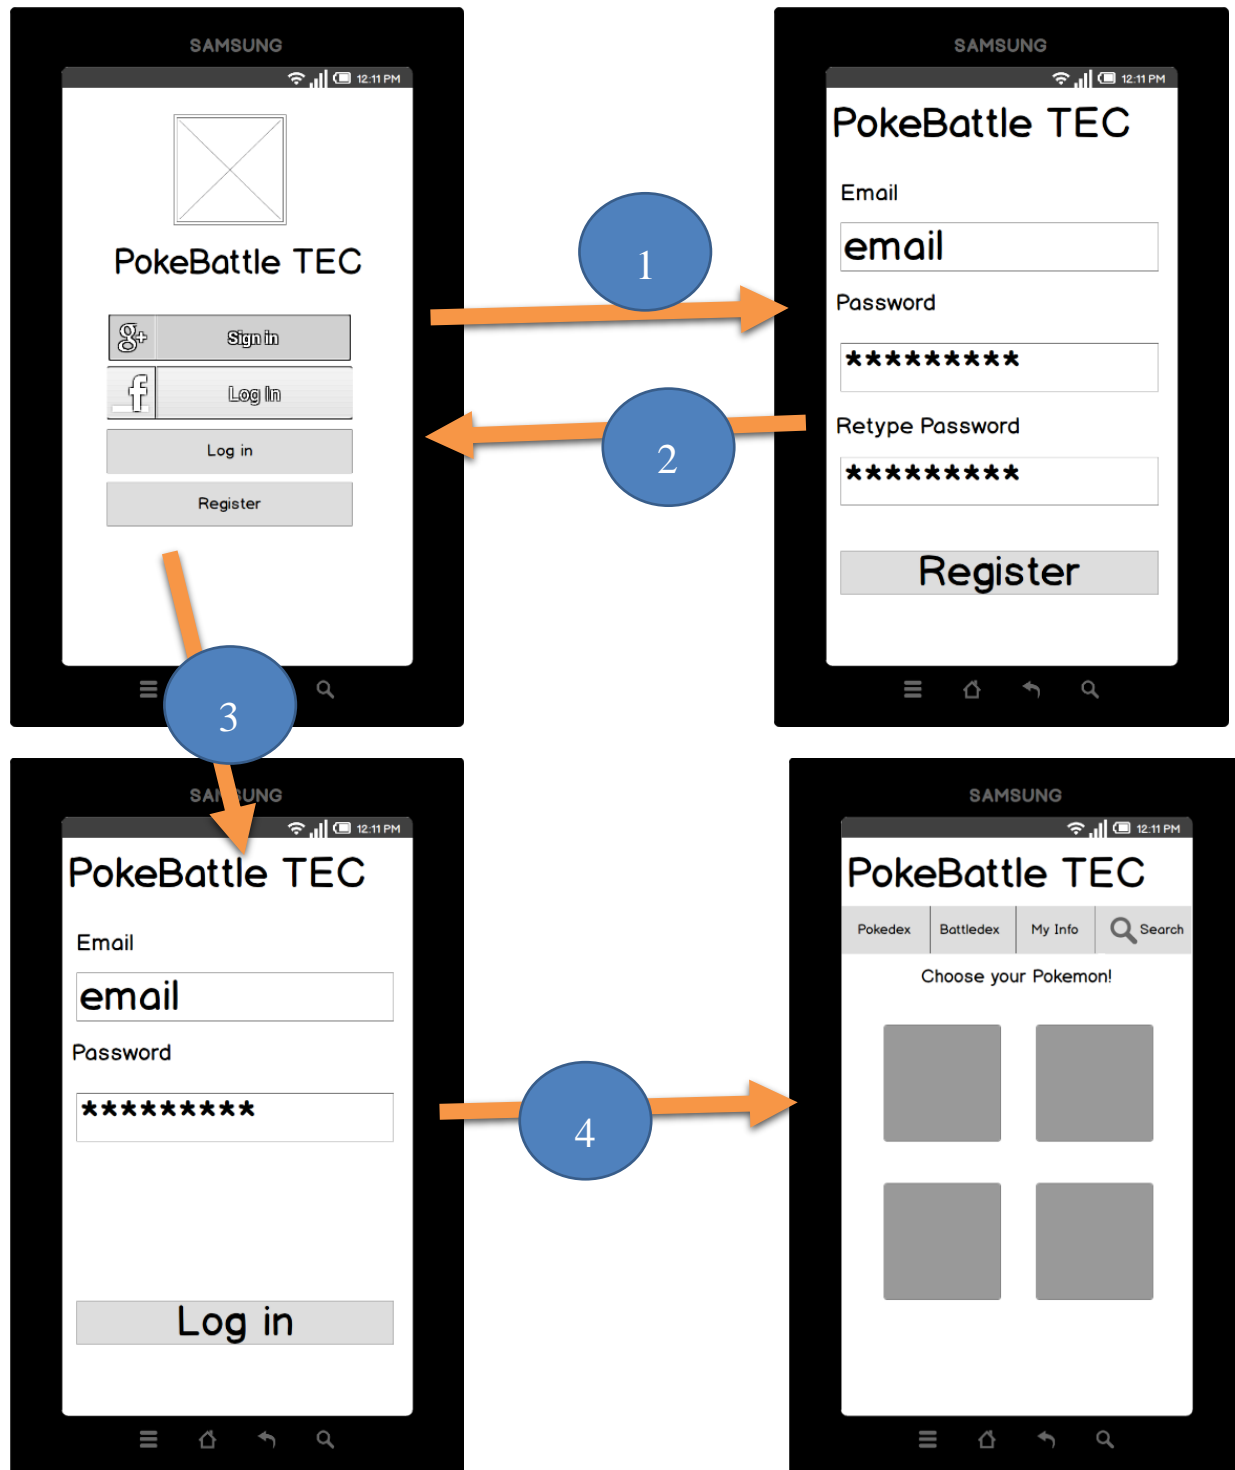 SAMSUNG
12:11 PM
PokeBattle TEC
g+ Sign in
f Log In
Log in
Register
1
2
SAMSUNG
12:11 PM
PokeBattle TEC
Email
email
Password
*********
Retype Password
*********
Register
3
SAMSUNG
12:11 PM
PokeBattle TEC
Email
email
Password
*********
Log in
4
SAMSUNG
12:11 PM
PokeBattle TEC
Pokedex Battledex My Info Search
Choose your Pokemon!